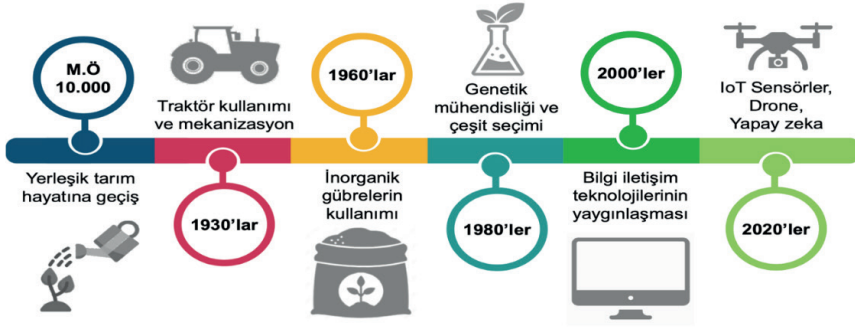 M.Ö
10.000
Yerleşik tarım
hayatına geçiş
Traktör kullanımı
ve mekanizasyon
1930'lar
1960'lar
İnorganik
gübrelerin
kullanımı
Genetik
mühendisliği ve
çeşit seçimi
1980'ler
2000'ler
Bilgi iletişim
teknolojilerinin
yaygınlaşması
IoT Sensörler,
Drone,
Yapay zeka
2020'ler